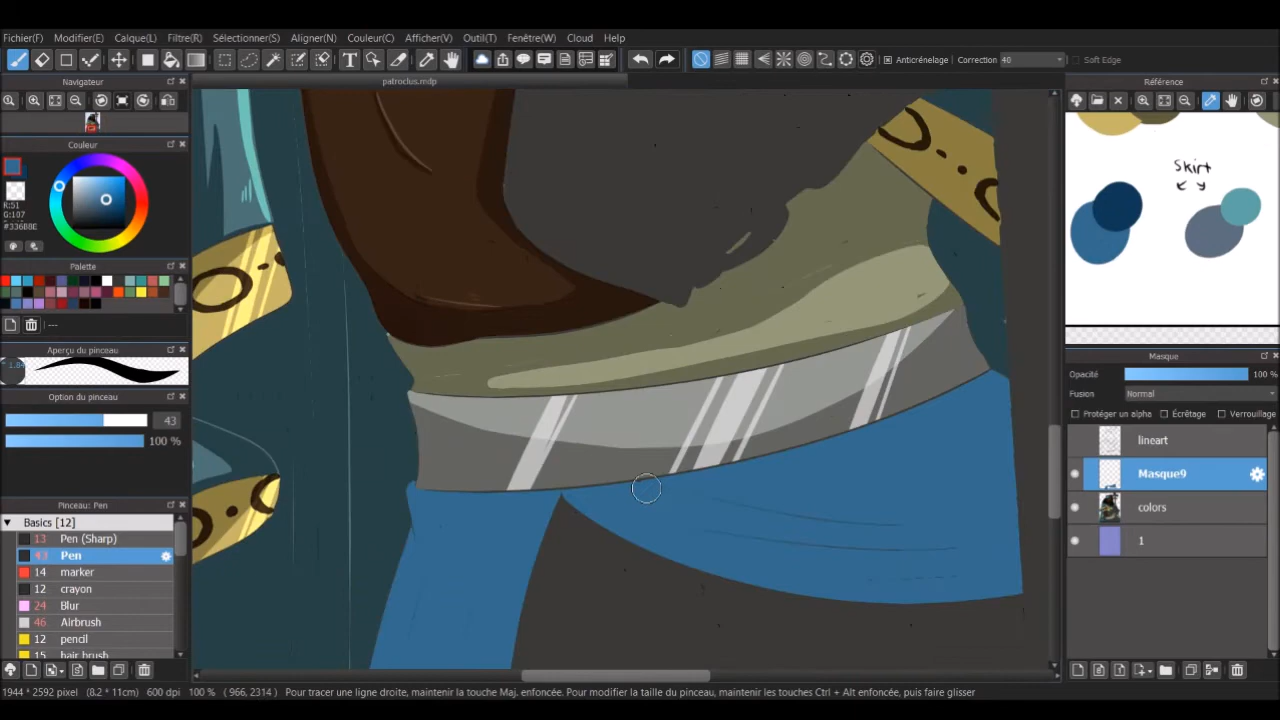 Fichier(F) Modifier(E) Calque(L) Filtre(R) Sélectionner(S) Aligner(N) Couleur(C) Afficher(V) Outil(T) Fenêtre(W) Cloud Help
Anticrénelage Correction 40 Soft Edge
Navigateur
patroclus.mdp
Référence
Couleur
Skirt
R:51
G:107
#336B8E
Palette
---
Aperçu du pinceau
1.84
Masque
Opacité 100 %
Option du pinceau
Fusion Normal
43
Protéger un alpha Écrêtage Verrouillage
100 %
lineart
Masque9
Pinceau: Pen
colors
Basics [12]
13 Pen (Sharp)
1
43 Pen
14 marker
12 crayon
24 Blur
46 Airbrush
12 pencil
15 hair brush
1944 * 2592 pixel (8.2 * 11cm) 600 dpi 100 % ( 966, 2314 ) Pour tracer une ligne droite, maintenir la touche Maj. enfoncée. Pour modifier la taille du pinceau, maintenir les touches Ctrl + Alt enfoncée, puis faire glisser